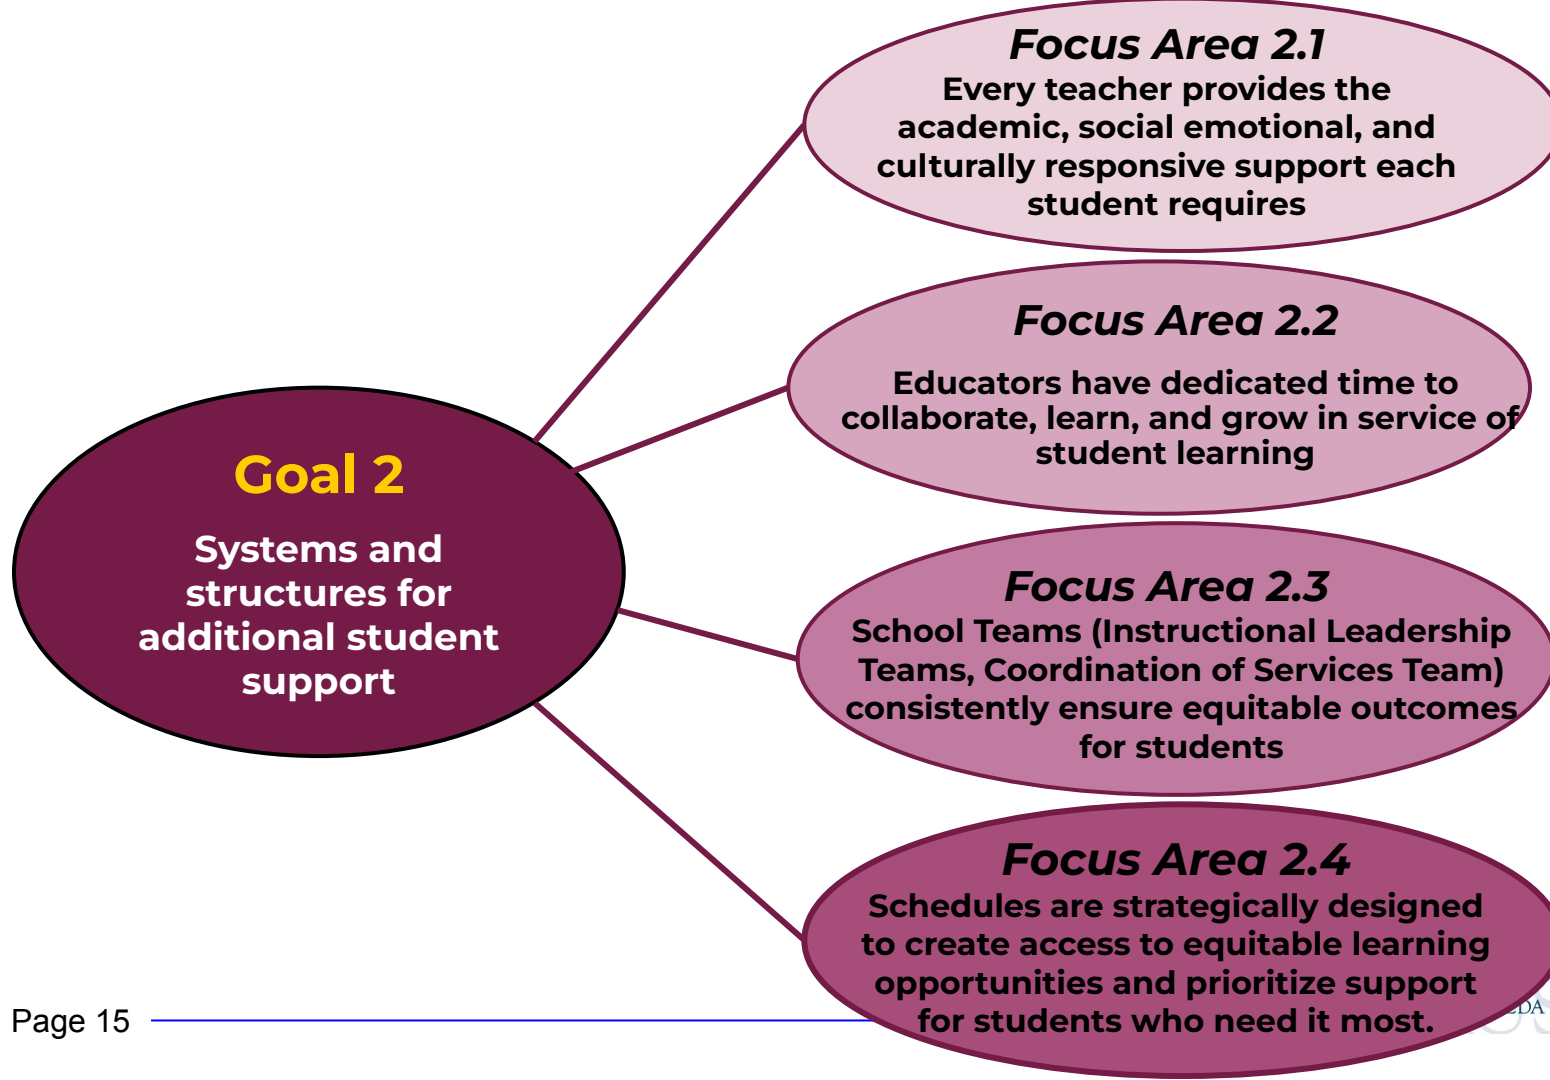 Focus Area 2.1
Every teacher provides the
academic, social emotional, and
culturally responsive support each
student requires
Focus Area 2.2
Educators have dedicated time to
collaborate, learn, and grow in service of
student learning
Goal 2
Systems and
structures for
additional student
support
Focus Area 2.3
School Teams (Instructional Leadership
Teams, Coordination of Services Team)
consistently ensure equitable outcomes
for students
Focus Area 2.4
Schedules are strategically designed
to create access to equitable learning
opportunities and prioritize support
for students who need it most.
Page 15